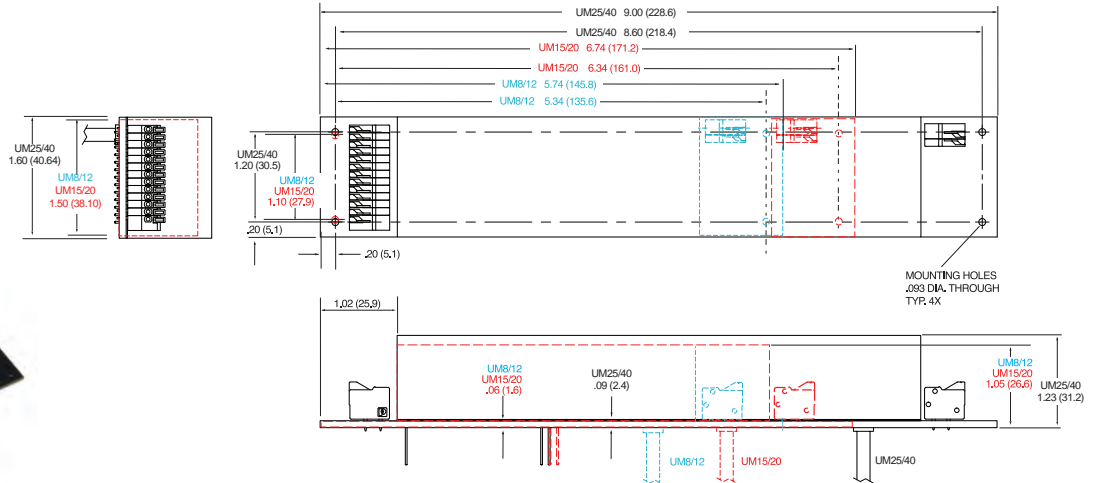 UM25/40 9.00 (228.6)
UM25/40 8.60 (218.4)
UM15/20 6.74 (171.2)
UM15/20 6.34 (161.0)
UM8/12 5.74 (145.8)
UM8/12 5.34 (135.6)
UM25/40
1.60 (40.64)
UM8/12
UM15/20
1.50 (38.10)
UM25/40
1.20 (30.5)
UM8/12
UM15/20
1.10 (27.9)
.20 (5.1)
.20 (5.1)
MOUNTING HOLES
.093 DIA. THROUGH
TYP. 4X
1.02 (25.9)
UM8/12
UM15/20
.06 (1.6)
UM25/40
.09 (2.4)
UM8/12
UM15/20
1.05 (26.6)
UM25/40
1.23 (31.2)
UM8/12
UM15/20
UM25/40